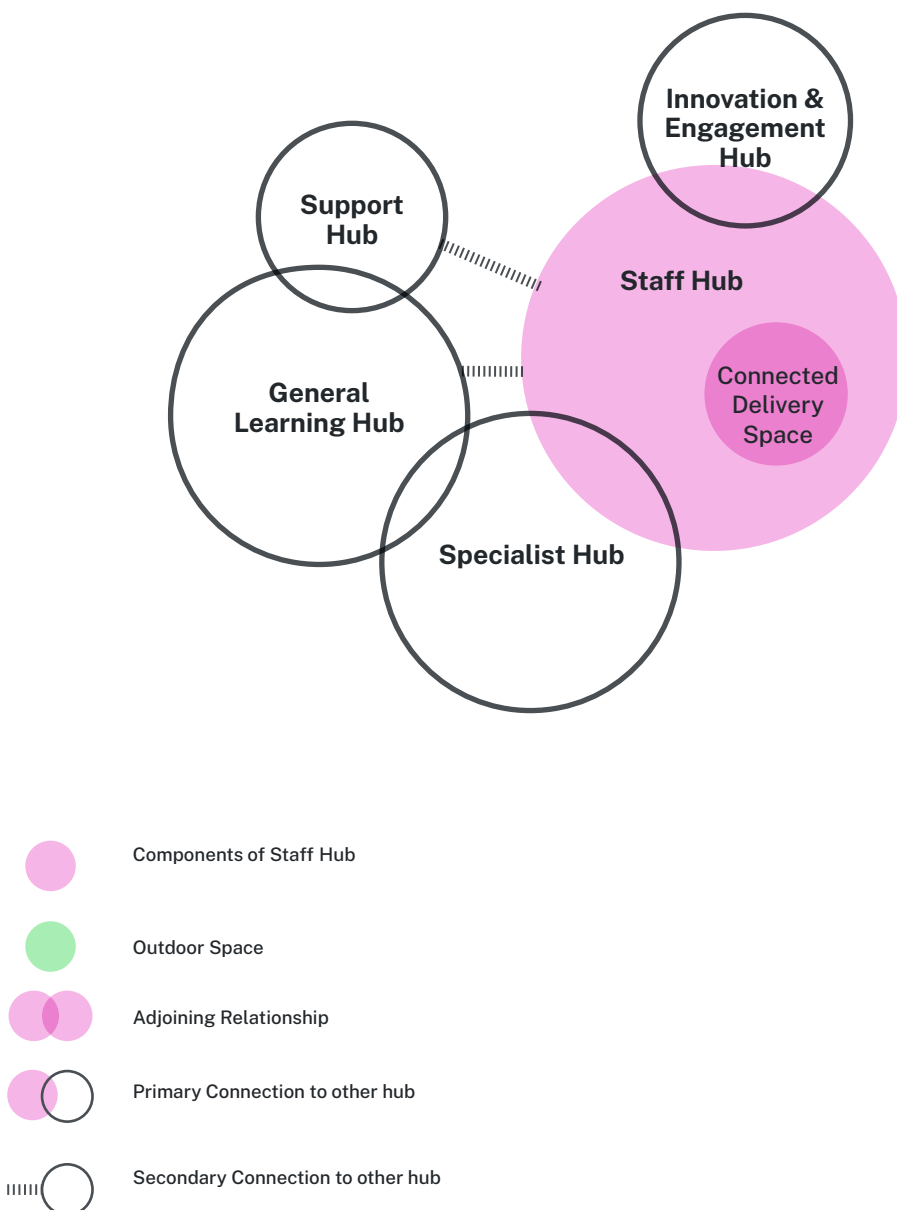 Innovation &
Engagement
Hub
Support
Hub
Staff Hub
Connected
Delivery
Space
General
Learning Hub
Specialist Hub
Components of Staff Hub
Outdoor Space
Adjoining Relationship
Primary Connection to other hub
Secondary Connection to other hub